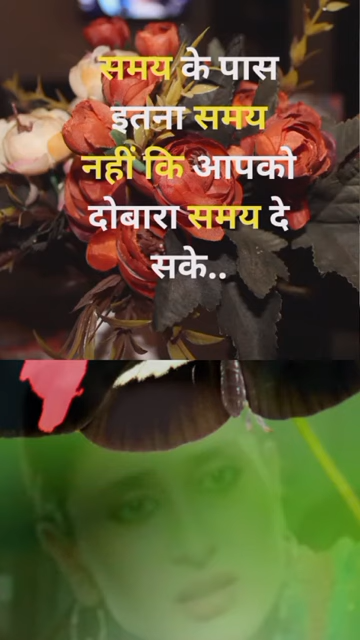 समय के पास
इतना समय
नहीं कि आपको
दोबारा समय दे
सके..